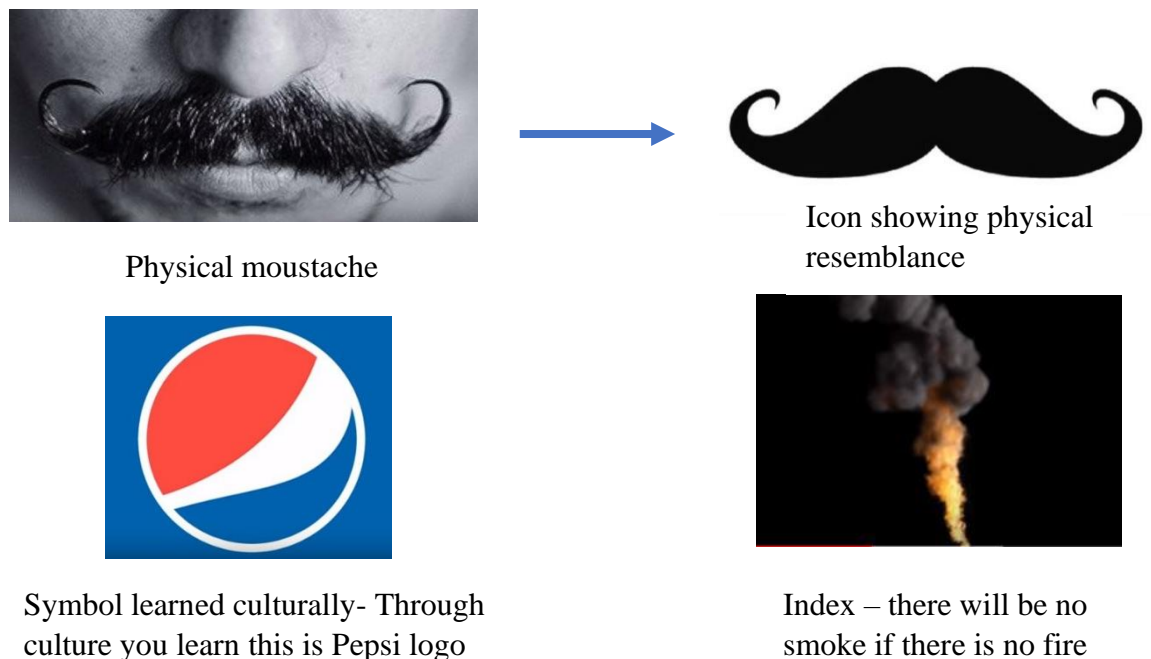 Physical moustache
Icon showing physical
resemblance
Symbol learned culturally- Through
culture you learn this is Pepsi logo
Index – there will be no
smoke if there is no fire